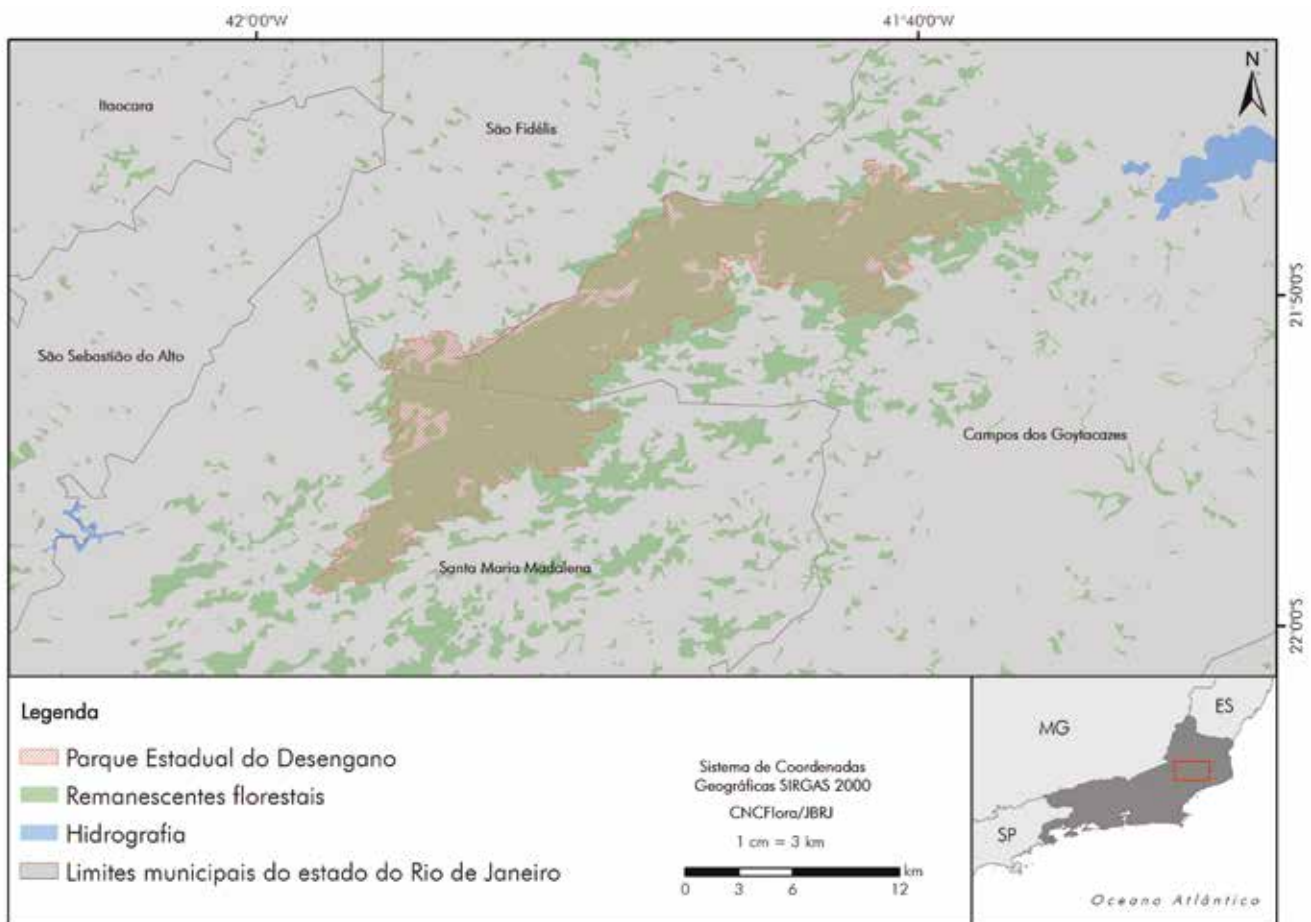 42°0'0"W
41°40'0"W
N
Itaocara
São Fidélis
21°50'0"S
São Sebastião do Alto
Campos dos Goytacazes
Santa Maria Madalena
22°0'0"S
Legenda
Parque Estadual do Desengano
Remanescentes florestais
Hidrografia
Limites municipais do estado do Rio de Janeiro
Sistema de Coordenadas
Geográficas SIRGAS 2000
CNCFlora/JBRJ
1 cm = 3 km
km
0 3 6 12
MG
ES
SP
Oceano Atlântico